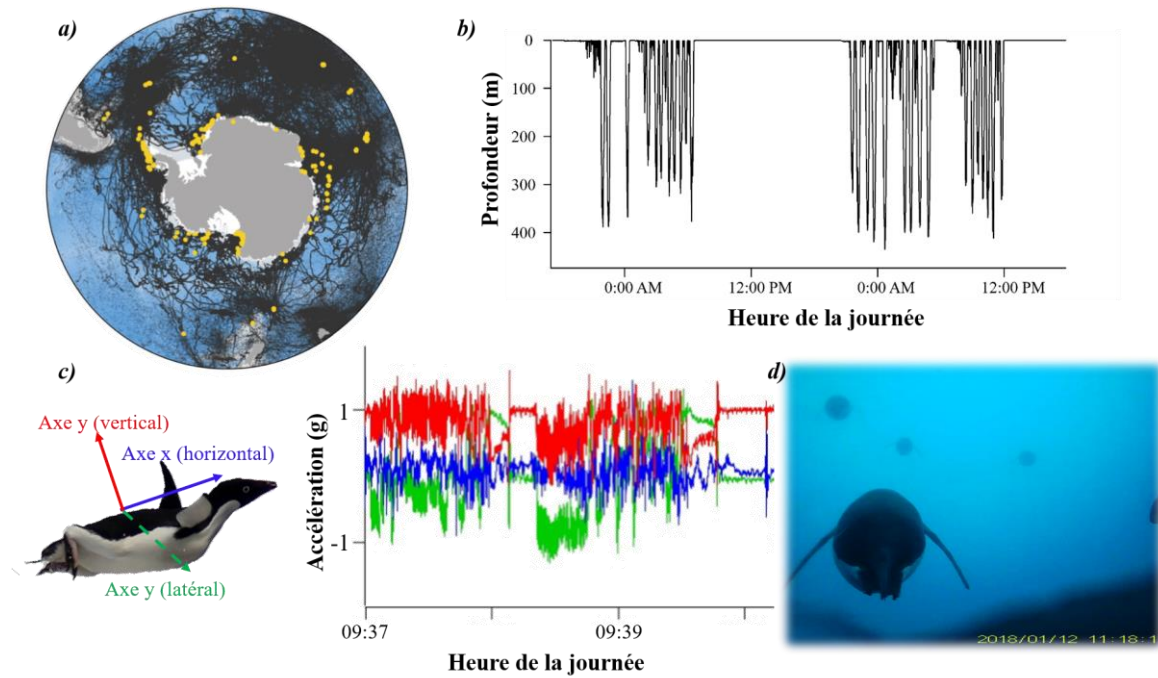 a)
b)
0
100
200
300
400
Profondeur (m)
0:00 AM
12:00 PM
0:00 AM
12:00 PM
Heure de la journée
c)
Axe y (vertical)
Axe x (horizontal)
Axe y (latéral)
1
-1
Accélération (g)
09:37
09:39
Heure de la journée
d)
2018/01/12 11:18:1